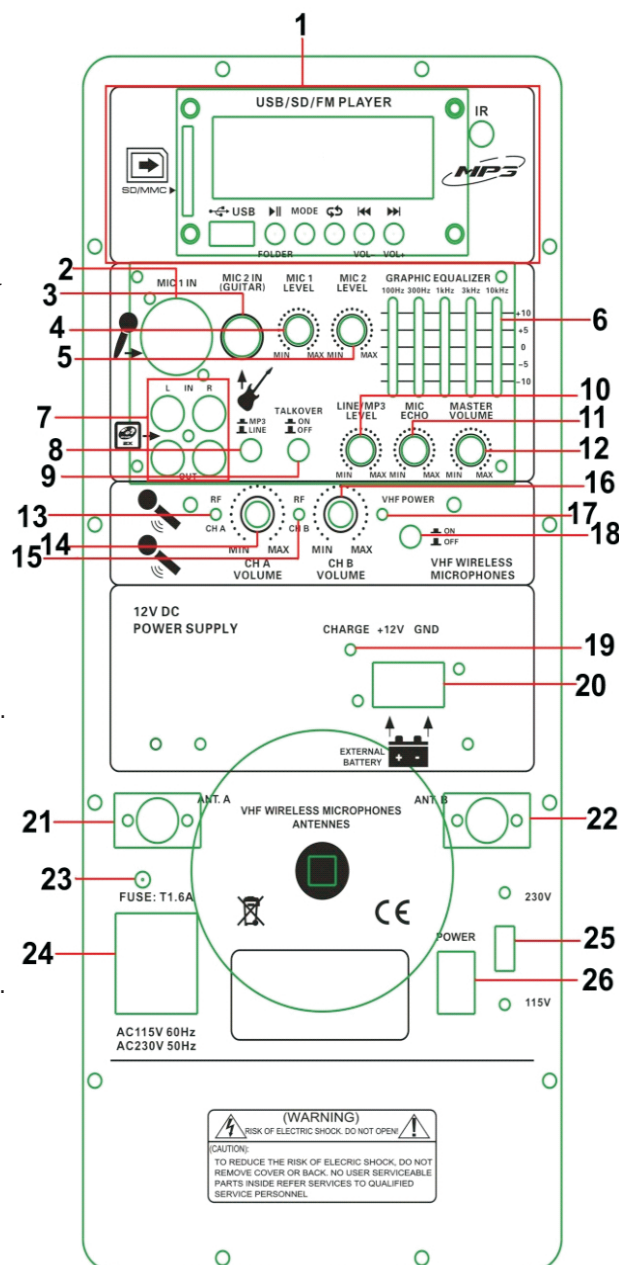 1
USB/SD/FM PLAYER
IR
MP3
SD/MMC
USB MODE
FOLDER VOL- VOL+
2
3
4
5
MIC 1 IN
MIC 2 IN
(GUITAR)
MIC 1
LEVEL
MIC 2
LEVEL
GRAPHIC EQUALIZER
100Hz 300Hz 1kHz 3kHz 10kHz
+10
+5
0
-5
-10
MIN MAX MIN MAX
6
7
8
9
L IN R
OUT
MP3
LINE
TALKOVER
ON
OFF
LINE/MP3
LEVEL
MIC
ECHO
MASTER
VOLUME
MIN MAX MIN MAX MIN MAX
10
11
12
13
14
15
RF
CH A
RF
CH B
MIN MAX
CH A
VOLUME
MIN MAX
CH B
VOLUME
VHF POWER
ON
OFF
VHF WIRELESS
MICROPHONES
16
17
18
12V DC
POWER SUPPLY
CHARGE +12V GND
19
20
EXTERNAL
BATTERY
+ -
21
ANT. A
VHF WIRELESS MICROPHONES
ANTENNES
ANT. B
22
23
FUSE: T1.6A
CE
230V
24
POWER
25
26
115V
AC115V 60Hz
AC230V 50Hz
(WARNING)
RISK OF ELECTRIC SHOCK. DO NOT OPEN!
(CAUTION):
TO REDUCE THE RISK OF ELECRIC SHOCK, DO NOT
REMOVE COVER OR BACK. NO USER SERVICEABLE
PARTS INSIDE REFER SERVICES TO QUALIFIED
SERVICE PERSONNEL